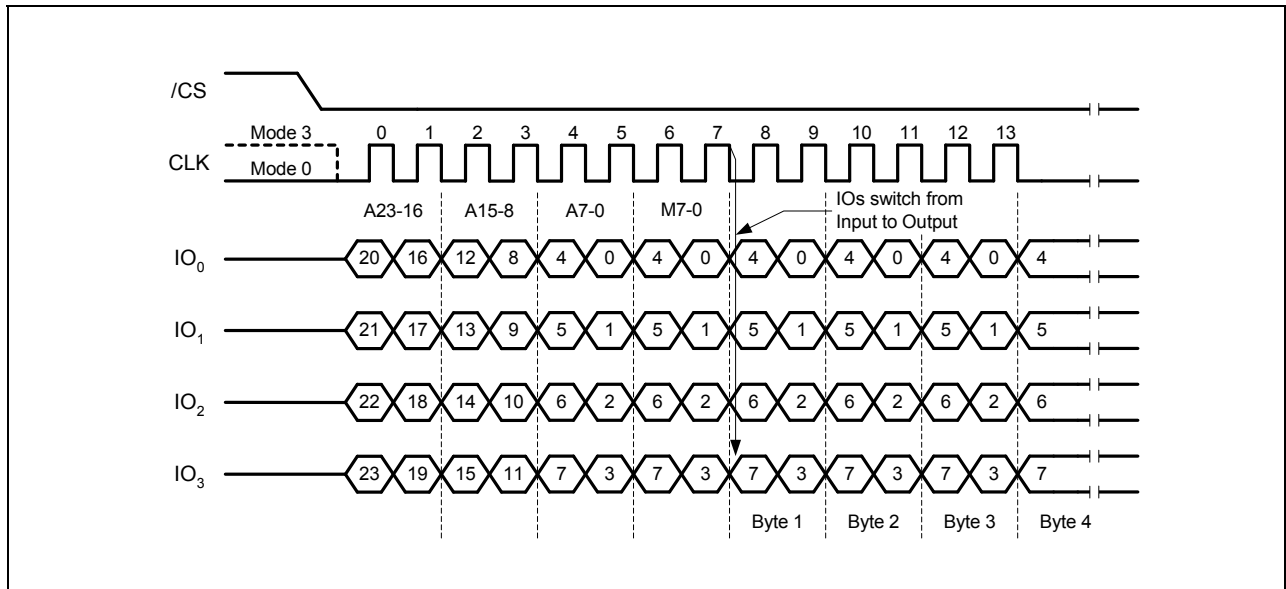 /CS
Mode 3 0 1 2 3 4 5 6 7 8 9 10 11 12 13
CLK
Mode 0
A23-16 A15-8 A7-0 M7-0
IOs switch from
Input to Output
IO0 20 16 12 8 4 0 4 0 4 0 4 0 4 0 4
IO1 21 17 13 9 5 1 5 1 5 1 5 1 5 1 5
IO2 22 18 14 10 6 2 6 2 6 2 6 2 6 2 6
IO3 23 19 15 11 7 3 7 3 7 3 7 3 7 3 7
Byte 1 Byte 2 Byte 3 Byte 4